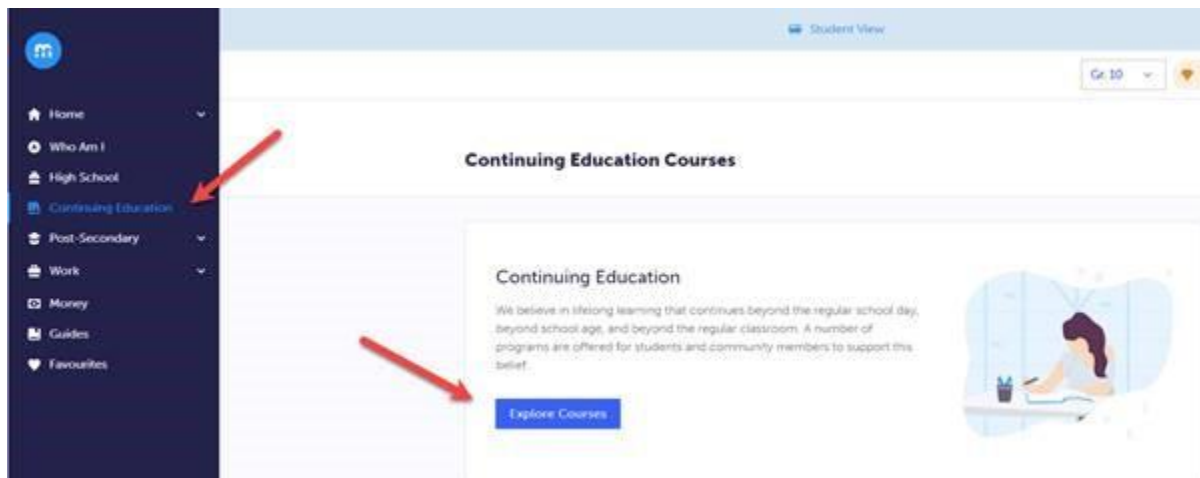 m
Student View
Gr. 10
Home
Who Am I
High School
Continuing Education
Post-Secondary
Work
Money
Guides
Favourites
Continuing Education Courses
Continuing Education
We believe in lifelong learning that continues beyond the regular school day,
beyond school age, and beyond the regular classroom. A number of
programs are offered for students and community members to support this
belief.
Explore Courses